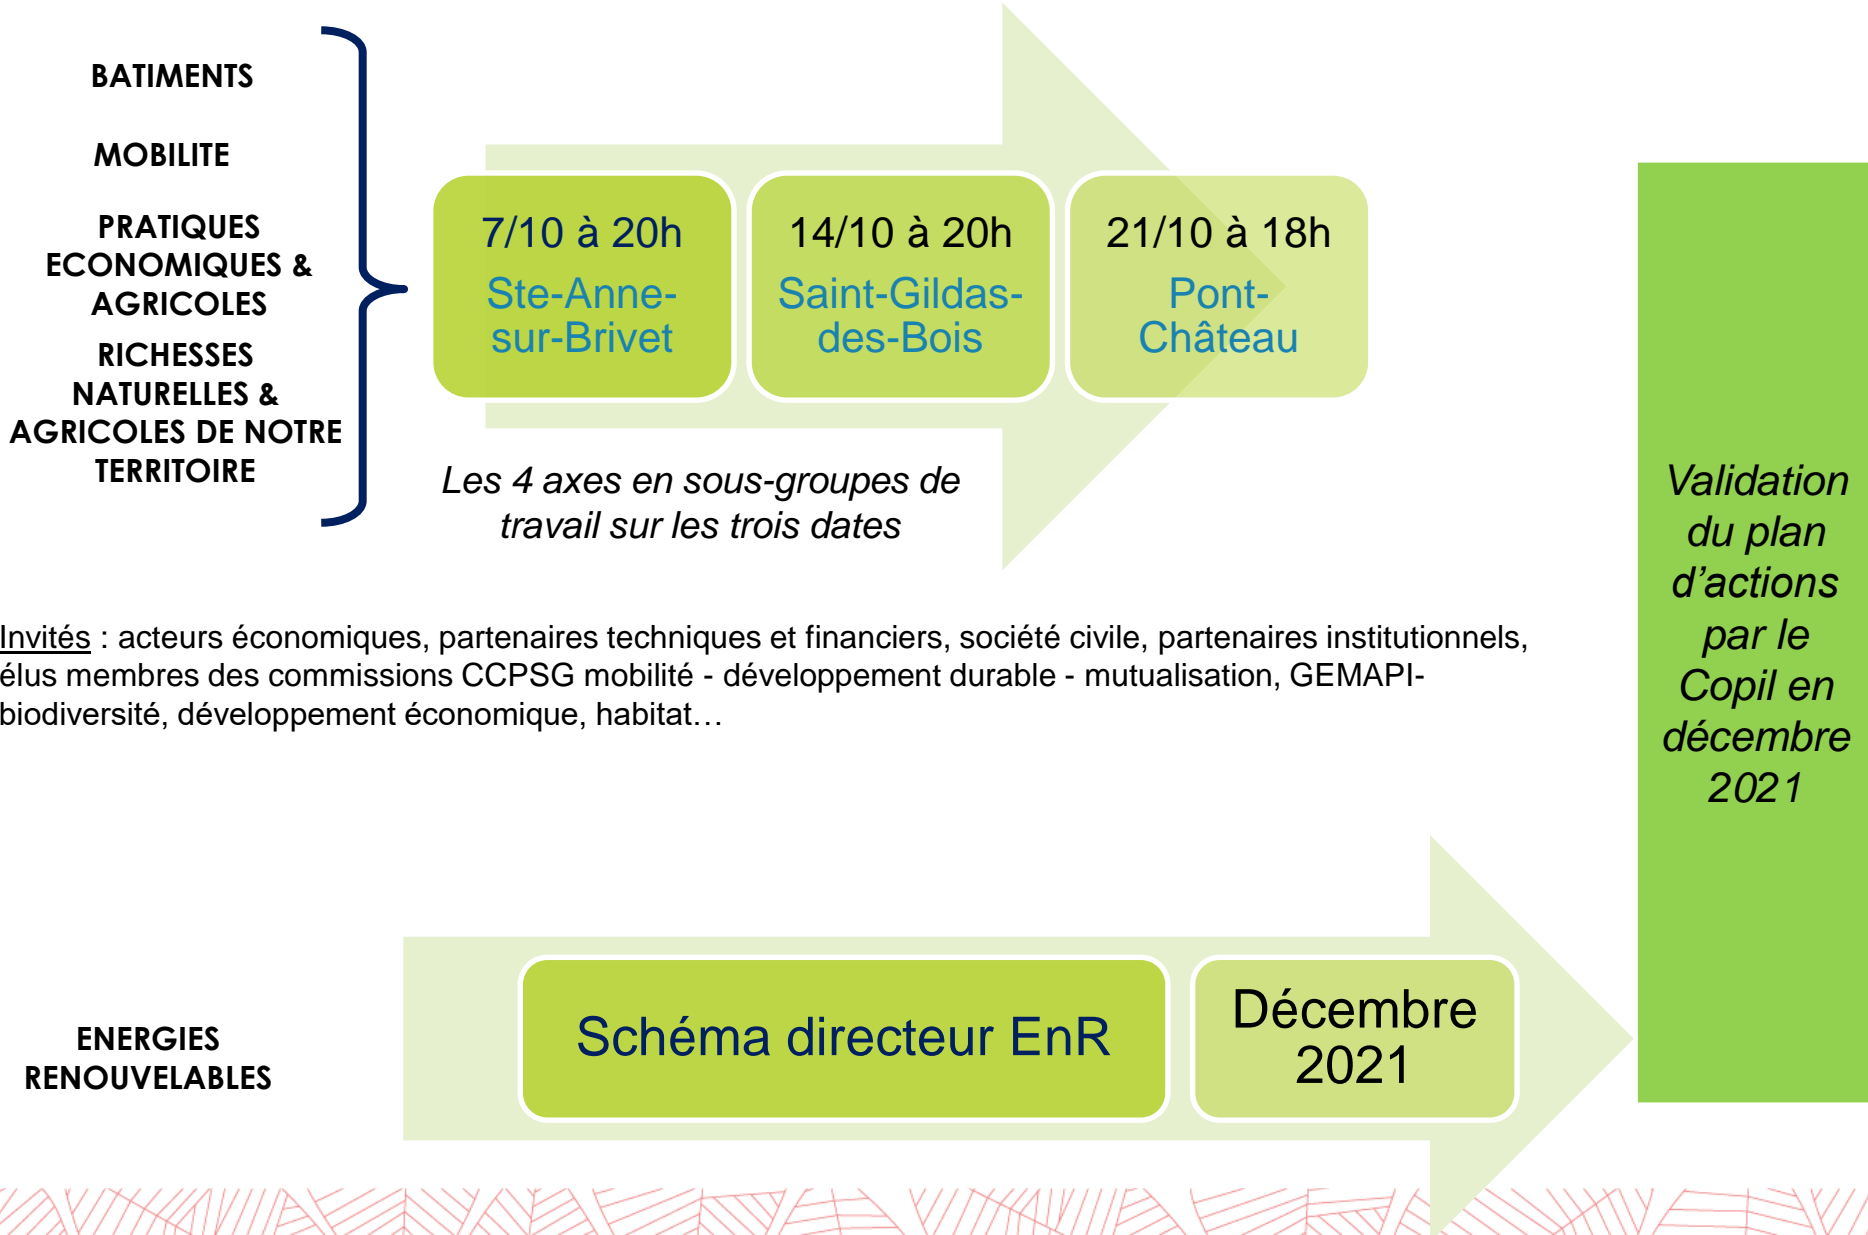 BATIMENTS
MOBILITE
PRATIQUES
ECONOMIQUES &
AGRICOLES
RICHESSES
NATURELLES &
AGRICOLES DE NOTRE
TERRITOIRE
7/10 à 20h
Ste-Anne-
sur-Brivet
14/10 à 20h
Saint-Gildas-
des-Bois
21/10 à 18h
Pont-
Château
Les 4 axes en sous-groupes de
travail sur les trois dates
Invités : acteurs économiques, partenaires techniques et financiers, société civile, partenaires institutionnels,
élus membres des commissions CCPSG mobilité - développement durable - mutualisation, GEMAPI-
biodiversité, développement économique, habitat…
Validation
du plan
d’actions
par le
Copil en
décembre
2021
ENERGIES
RENOUVELABLES
Schéma directeur EnR
Décembre
2021